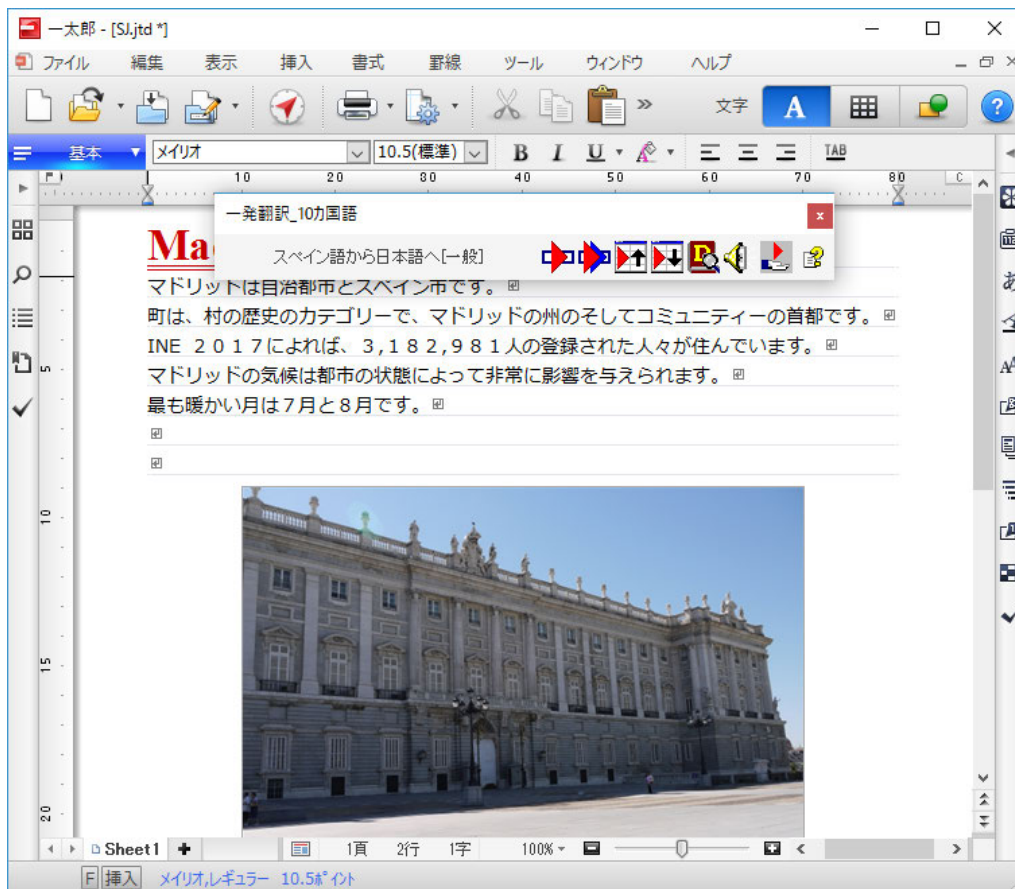 一太郎 - [SJ.jtd *]
ファイル 編集 表示 挿入 書式 罫線 ツール ウィンドウ ヘルプ
文字 A ?
基本 メイリオ 10.5(標準) B I U A TAB
10 20 30 40 50 60 70 80 C
一発翻訳_10カ国語 x
スペイン語から日本語へ[一般]
マドリッドは自治都市とスペイン市です。
町は、村の歴史のカテゴリーで、マドリッドの州のそしてコミュニティーの首都です。
INE 2017によれば、3,182,981人の登録された人々が住んでいます。
マドリッドの気候は都市の状態によって非常に影響を与えられます。
最も暖かい月は7月と8月です。
5
10
15
20
Sheet1 1頁 2行 1字 100%
F 挿入 メイリオ,レギュラー 10.5ポイント